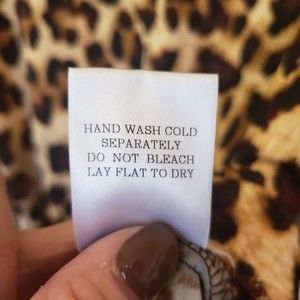 HAND WASH COLD
SEPARATELY
DO NOT BLEACH
LAY FLAT TO DRY